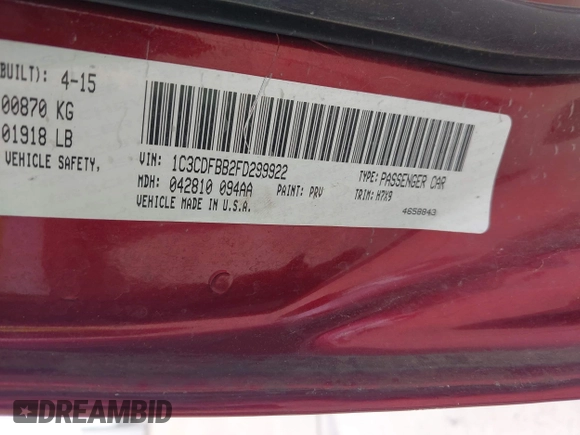 (BUILT): 4-15
00870 KG
01918 LB
VEHICLE SAFETY,
VIN: 1C3CDFBB2FD299922
TYPE: PASSENGER CAR
MDH: 042810 094AA
PAINT: PRV
TRIM: H7X9
VEHICLE MADE IN U.S.A.
4658843
DREAMBID